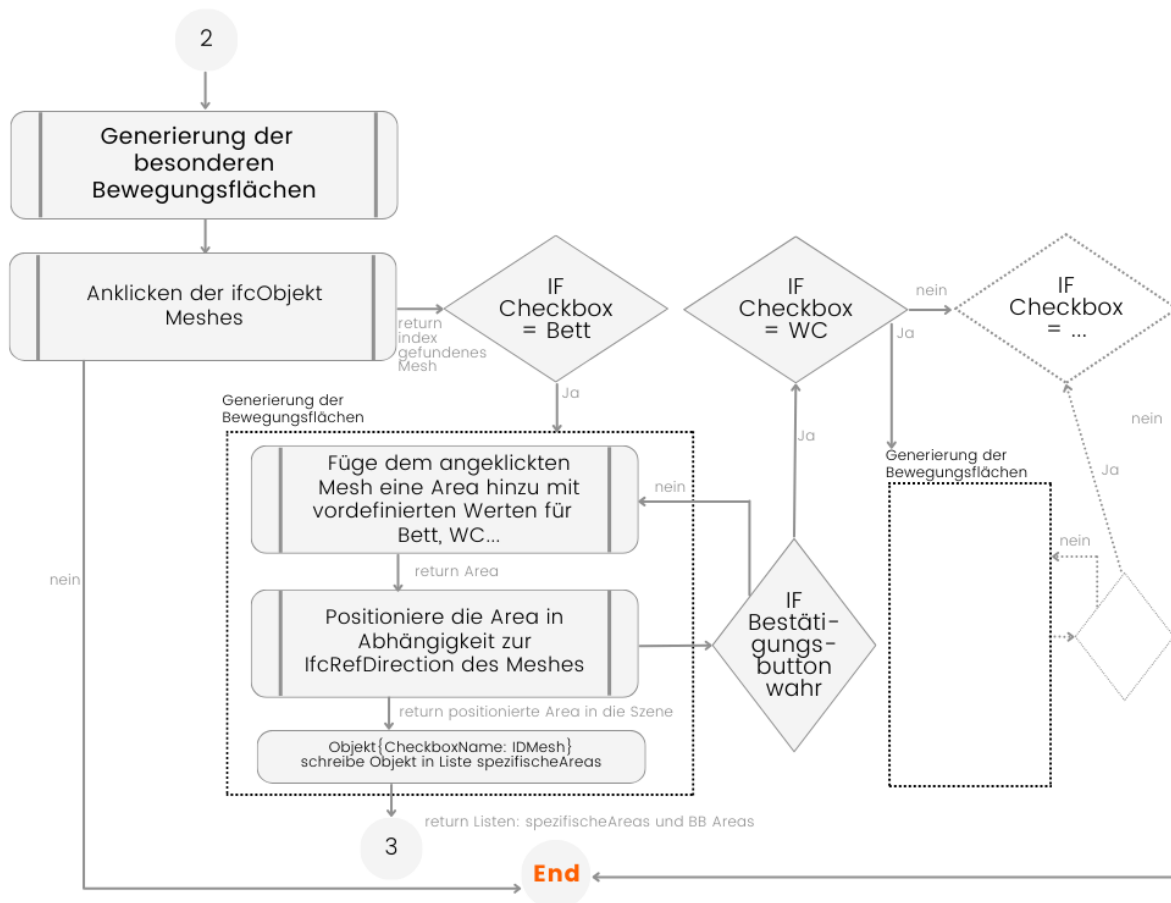 2
Generierung der
besonderen
Bewegungsflächen
Anklicken der ifcObjekt
Meshes
return
index
gefundenes
Mesh
IF
Checkbox
= Bett
IF
Checkbox
= WC
nein
IF
Checkbox
= ...
Ja
Ja
nein
Ja
Ja
Generierung der
Bewegungsflächen
Füge dem angeklickten
Mesh eine Area hinzu mit
vordefinierten Werten für
Bett, WC...
nein
return Area
Positioniere die Area in
Abhängigkeit zur
IfcRefDirection des Meshes
return positionierte Area in die Szene
Objekt{CheckboxName: IDMesh}
schreibe Objekt in Liste spezifischeAreas
IF
Bestäti-
gungs-
button
wahr
Generierung der
Bewegungsflächen
nein
nein
return Listen: spezifischeAreas und BB Areas
3
End